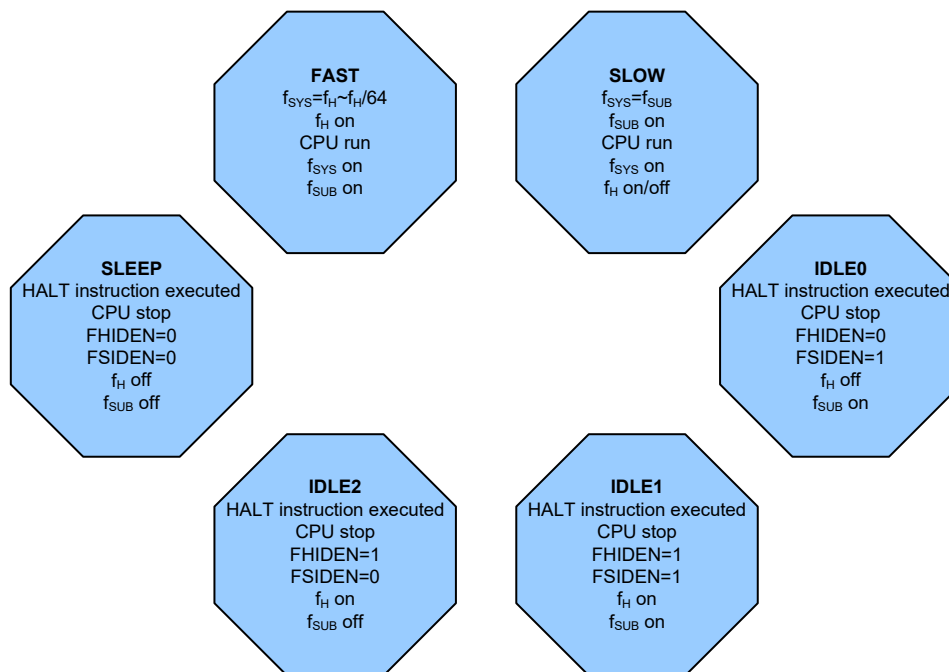 FAST
fSYS=fH~fH/64
fH on
CPU run
fSYS on
fSUB on
SLOW
fSYS=fSUB
fSUB on
CPU run
fSYS on
fH on/off
SLEEP
HALT instruction executed
CPU stop
FHIDEN=0
FSIDEN=0
fH off
fSUB off
IDLE0
HALT instruction executed
CPU stop
FHIDEN=0
FSIDEN=1
fH off
fSUB on
IDLE2
HALT instruction executed
CPU stop
FHIDEN=1
FSIDEN=0
fH on
fSUB off
IDLE1
HALT instruction executed
CPU stop
FHIDEN=1
FSIDEN=1
fH on
fSUB on